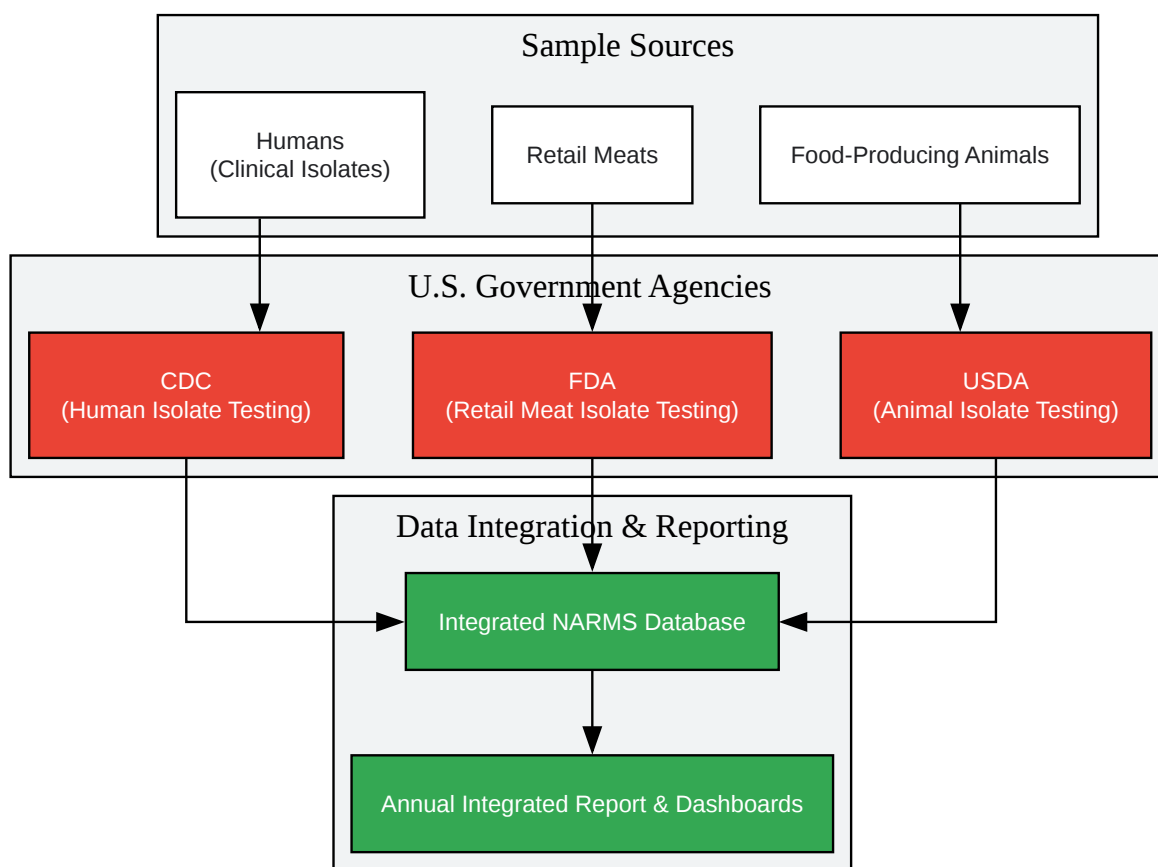 Sample Sources
Humans
(Clinical Isolates)
Retail Meats
Food-Producing Animals
U.S. Government Agencies
CDC
(Human Isolate Testing)
FDA
(Retail Meat Isolate Testing)
USDA
(Animal Isolate Testing)
Data Integration & Reporting
Integrated NARMS Database
Annual Integrated Report & Dashboards